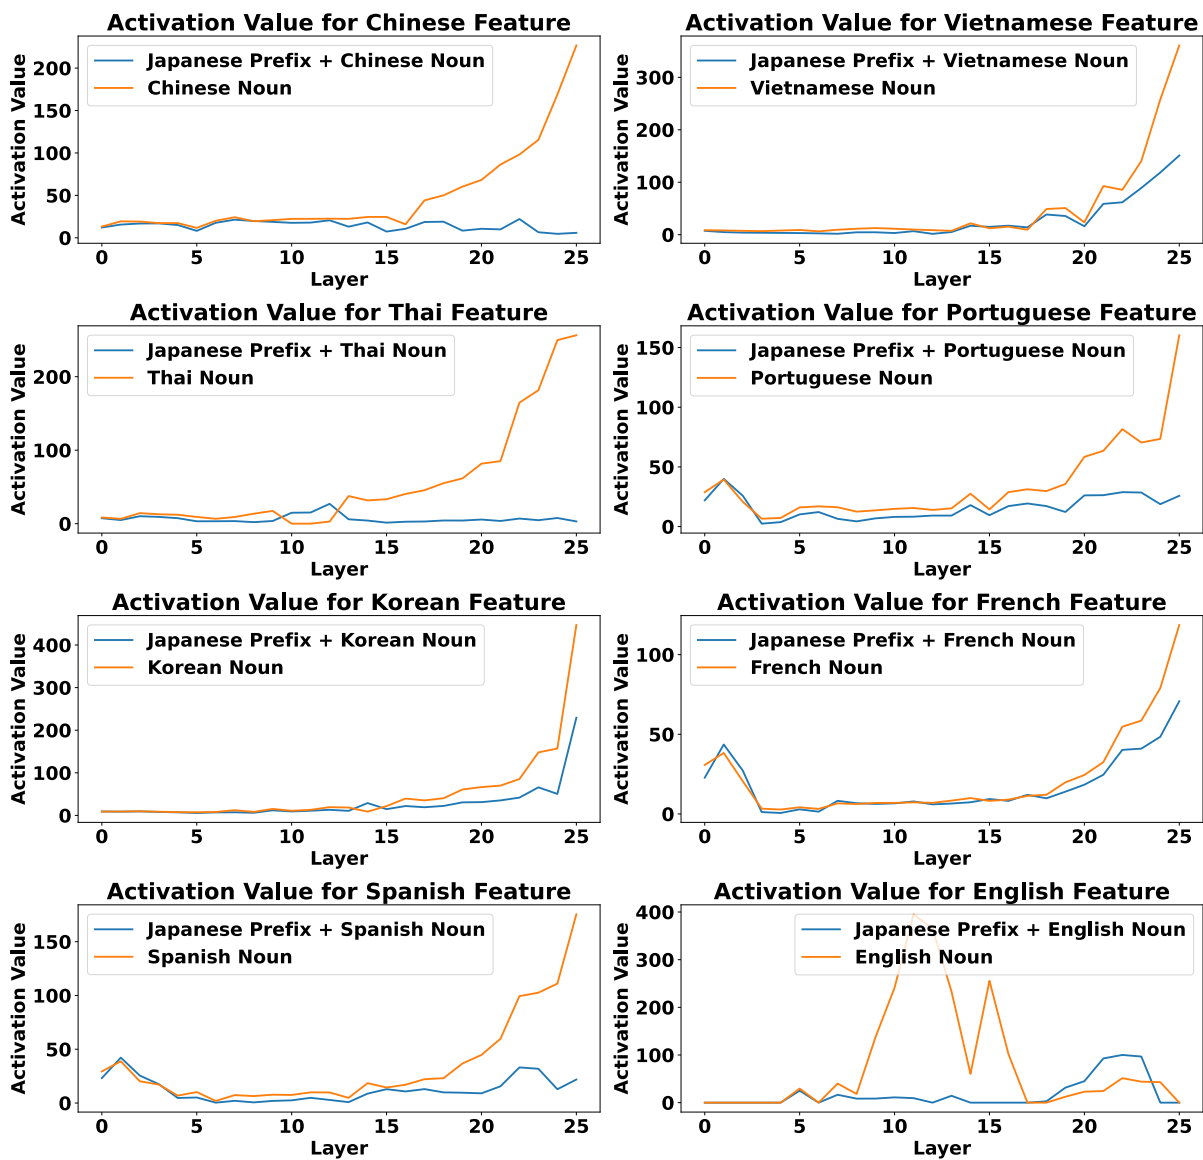 Activation Value for Chinese Feature
Activation Value
200
150
100
50
0
Japanese Prefix + Chinese Noun
Chinese Noun
0 5 10 15 20 25
Layer
Activation Value for Vietnamese Feature
Activation Value
300
200
100
0
Japanese Prefix + Vietnamese Noun
Vietnamese Noun
0 5 10 15 20 25
Layer
Activation Value for Thai Feature
Activation Value
200
100
0
Japanese Prefix + Thai Noun
Thai Noun
0 5 10 15 20 25
Layer
Activation Value for Portuguese Feature
Activation Value
150
100
50
0
Japanese Prefix + Portuguese Noun
Portuguese Noun
0 5 10 15 20 25
Layer
Activation Value for Korean Feature
Activation Value
400
300
200
100
0
Japanese Prefix + Korean Noun
Korean Noun
0 5 10 15 20 25
Layer
Activation Value for French Feature
Activation Value
100
50
0
Japanese Prefix + French Noun
French Noun
0 5 10 15 20 25
Layer
Activation Value for Spanish Feature
Activation Value
150
100
50
0
Japanese Prefix + Spanish Noun
Spanish Noun
0 5 10 15 20 25
Layer
Activation Value for English Feature
Activation Value
400
300
200
100
0
Japanese Prefix + English Noun
English Noun
0 5 10 15 20 25
Layer